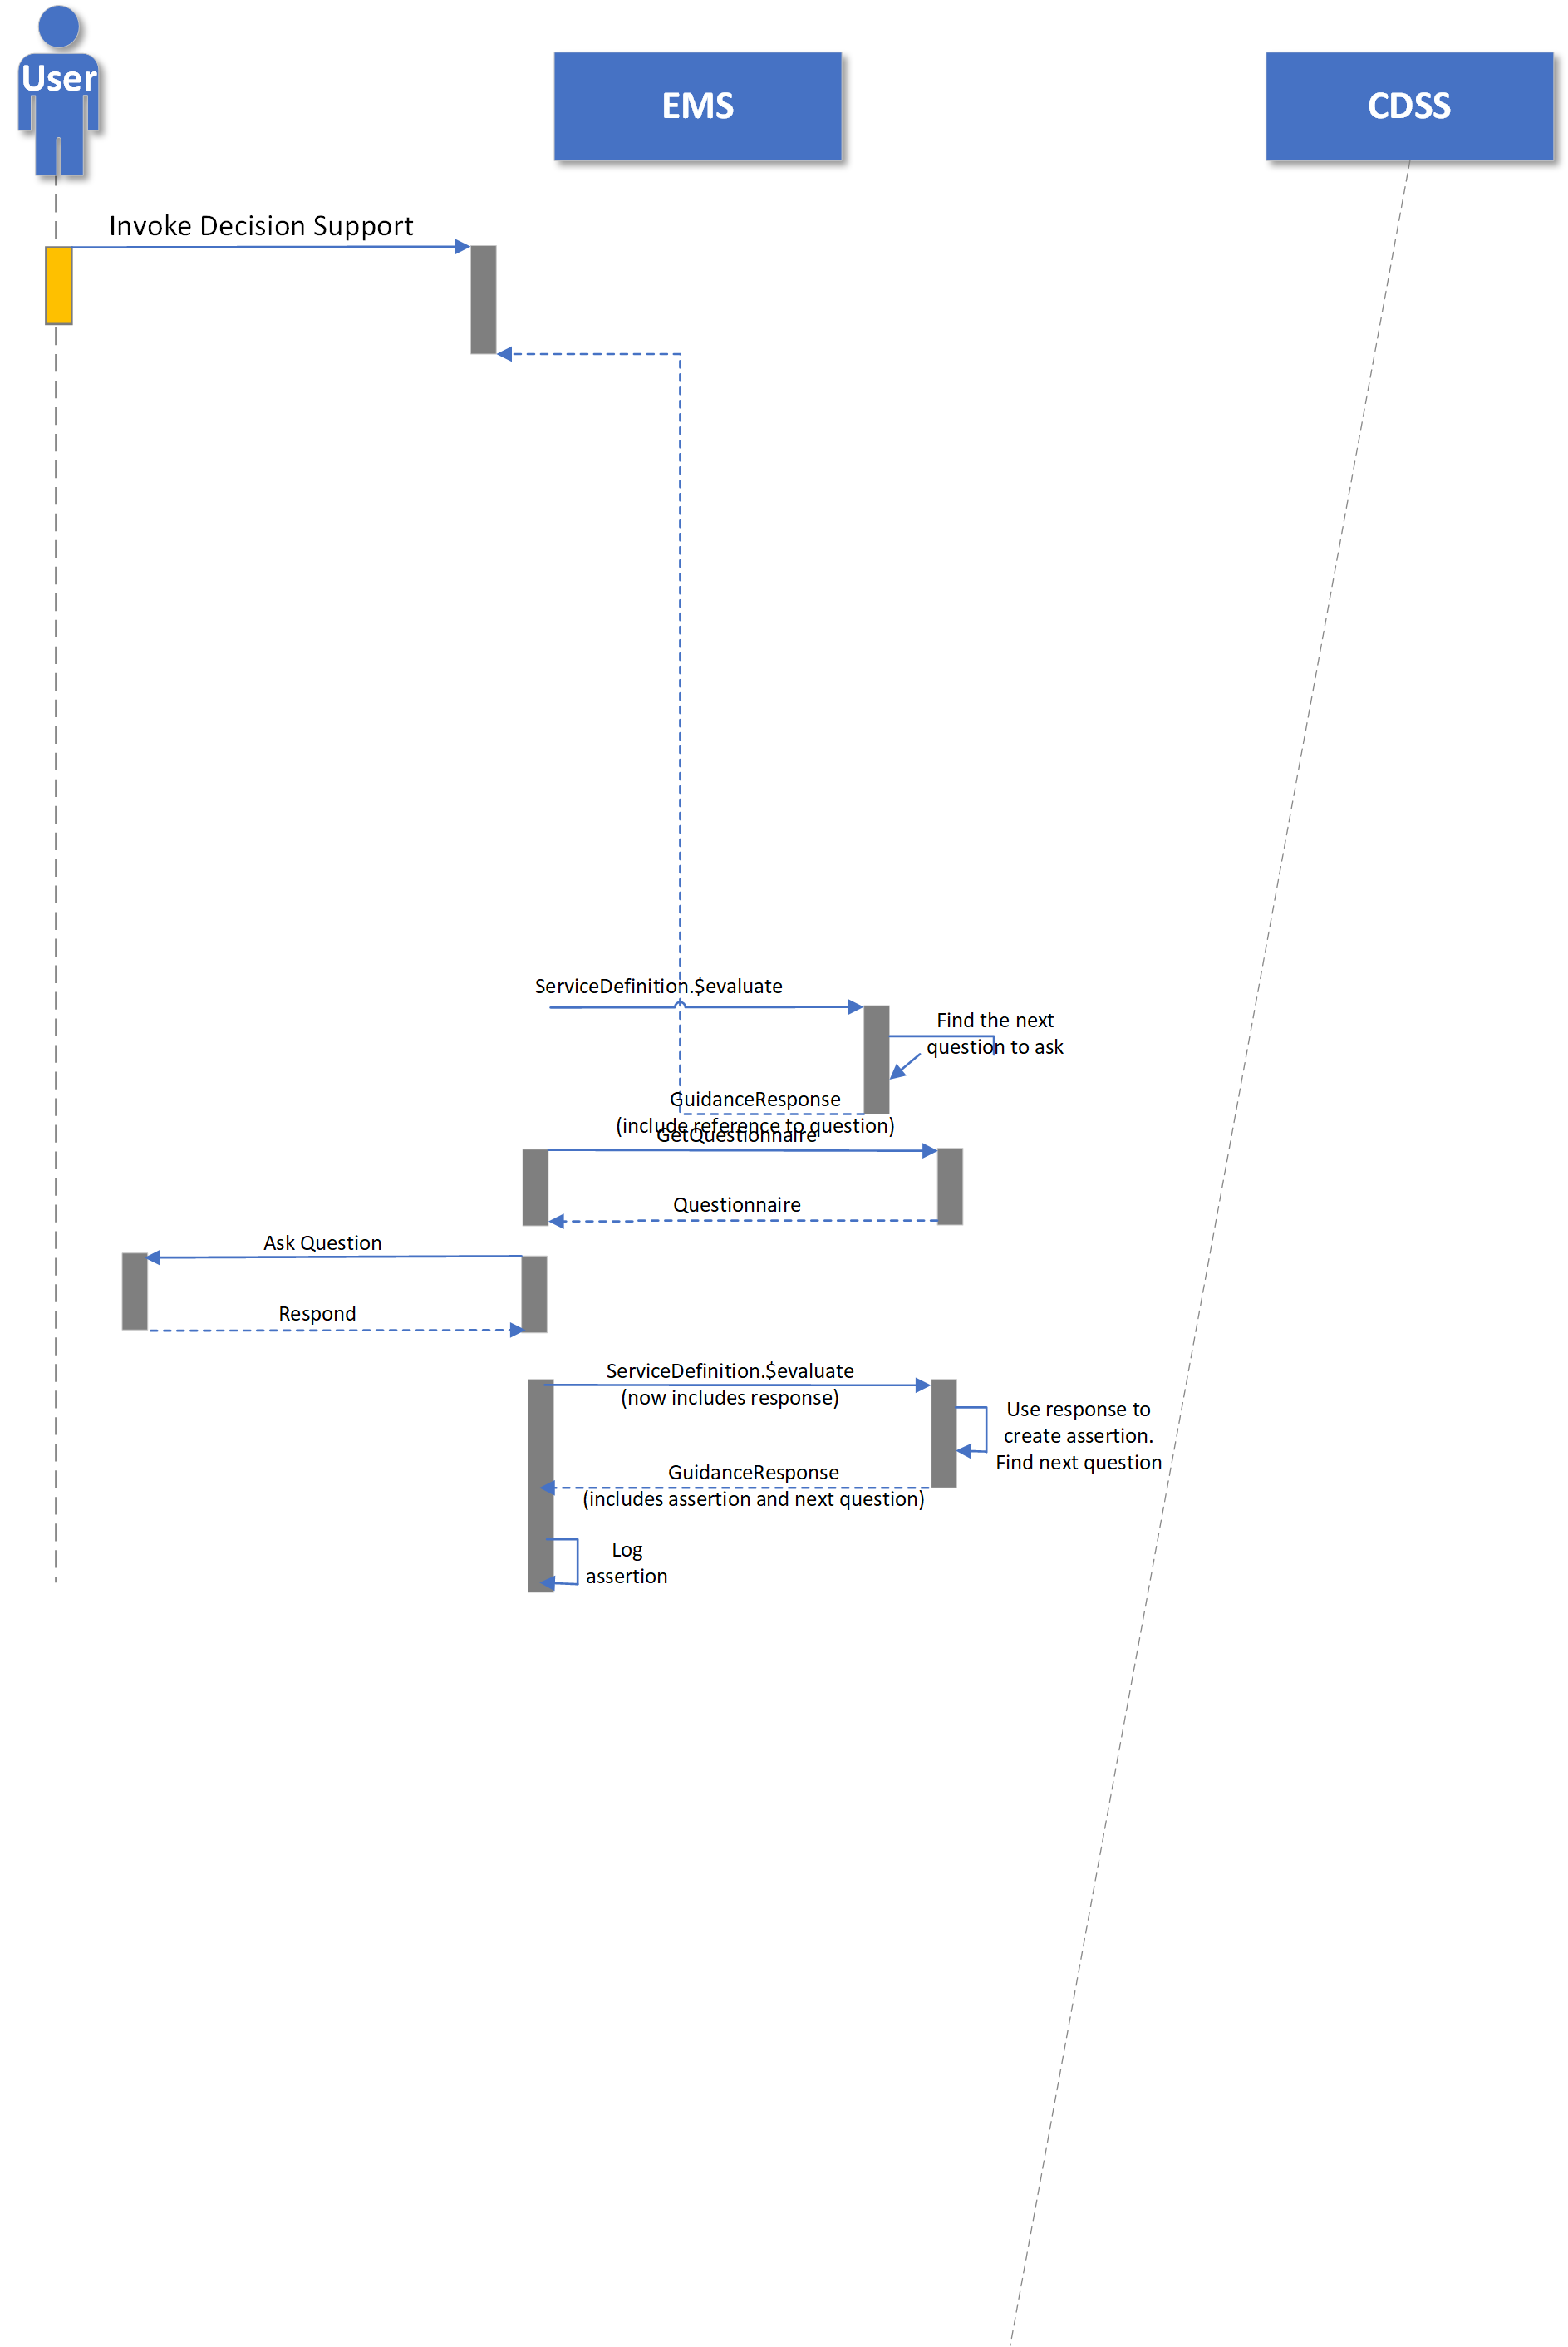 User
EMS
CDSS
Invoke Decision Support
ServiceDefinition.$evaluate
Find the next
question to ask
GuidanceResponse
(include reference to question)
GetQuestionnaire
Questionnaire
Ask Question
Respond
ServiceDefinition.$evaluate
(now includes response)
Use response to
create assertion.
Find next question
GuidanceResponse
(includes assertion and next question)
Log
assertion